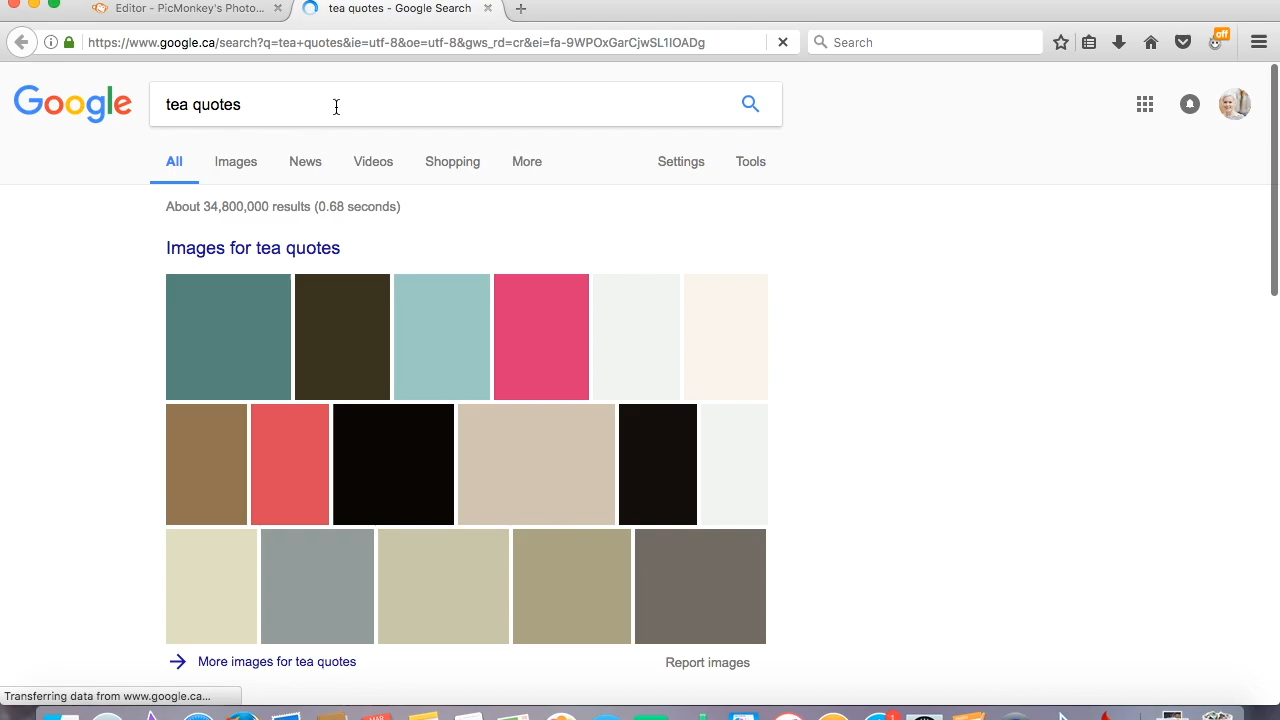 Editor - PicMonkey's Photo...
tea quotes - Google Search
https://www.google.ca/search?q=tea+quotes&ie=utf-8&oe=utf-8&gws_rd=cr&ei=fa-9WPOxGarCjwSL1IOADg
Search
off
Google
tea quotes
All Images News Videos Shopping More Settings Tools
About 34,800,000 results (0.68 seconds)
Images for tea quotes
More images for tea quotes
Report images
Transferring data from www.google.ca...
MAR
1